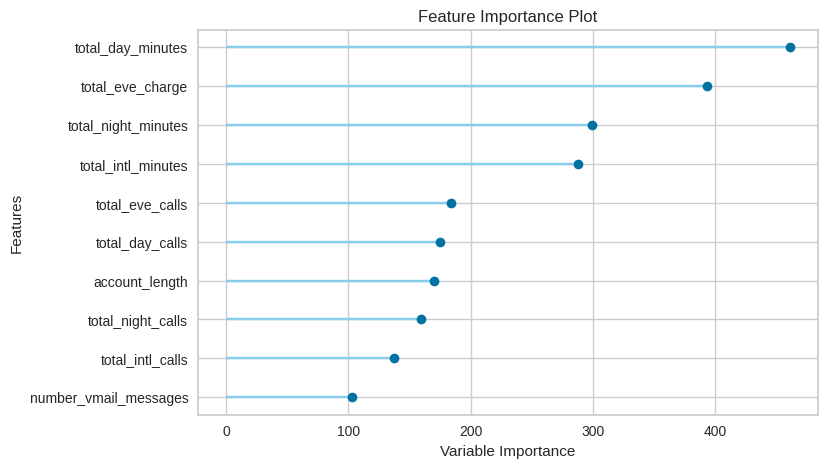 Feature Importance Plot
total_day_minutes
total_eve_charge
total_night_minutes
total_intl_minutes
total_eve_calls
total_day_calls
account_length
total_night_calls
total_intl_calls
number_vmail_messages
Features
0 100 200 300 400
Variable Importance